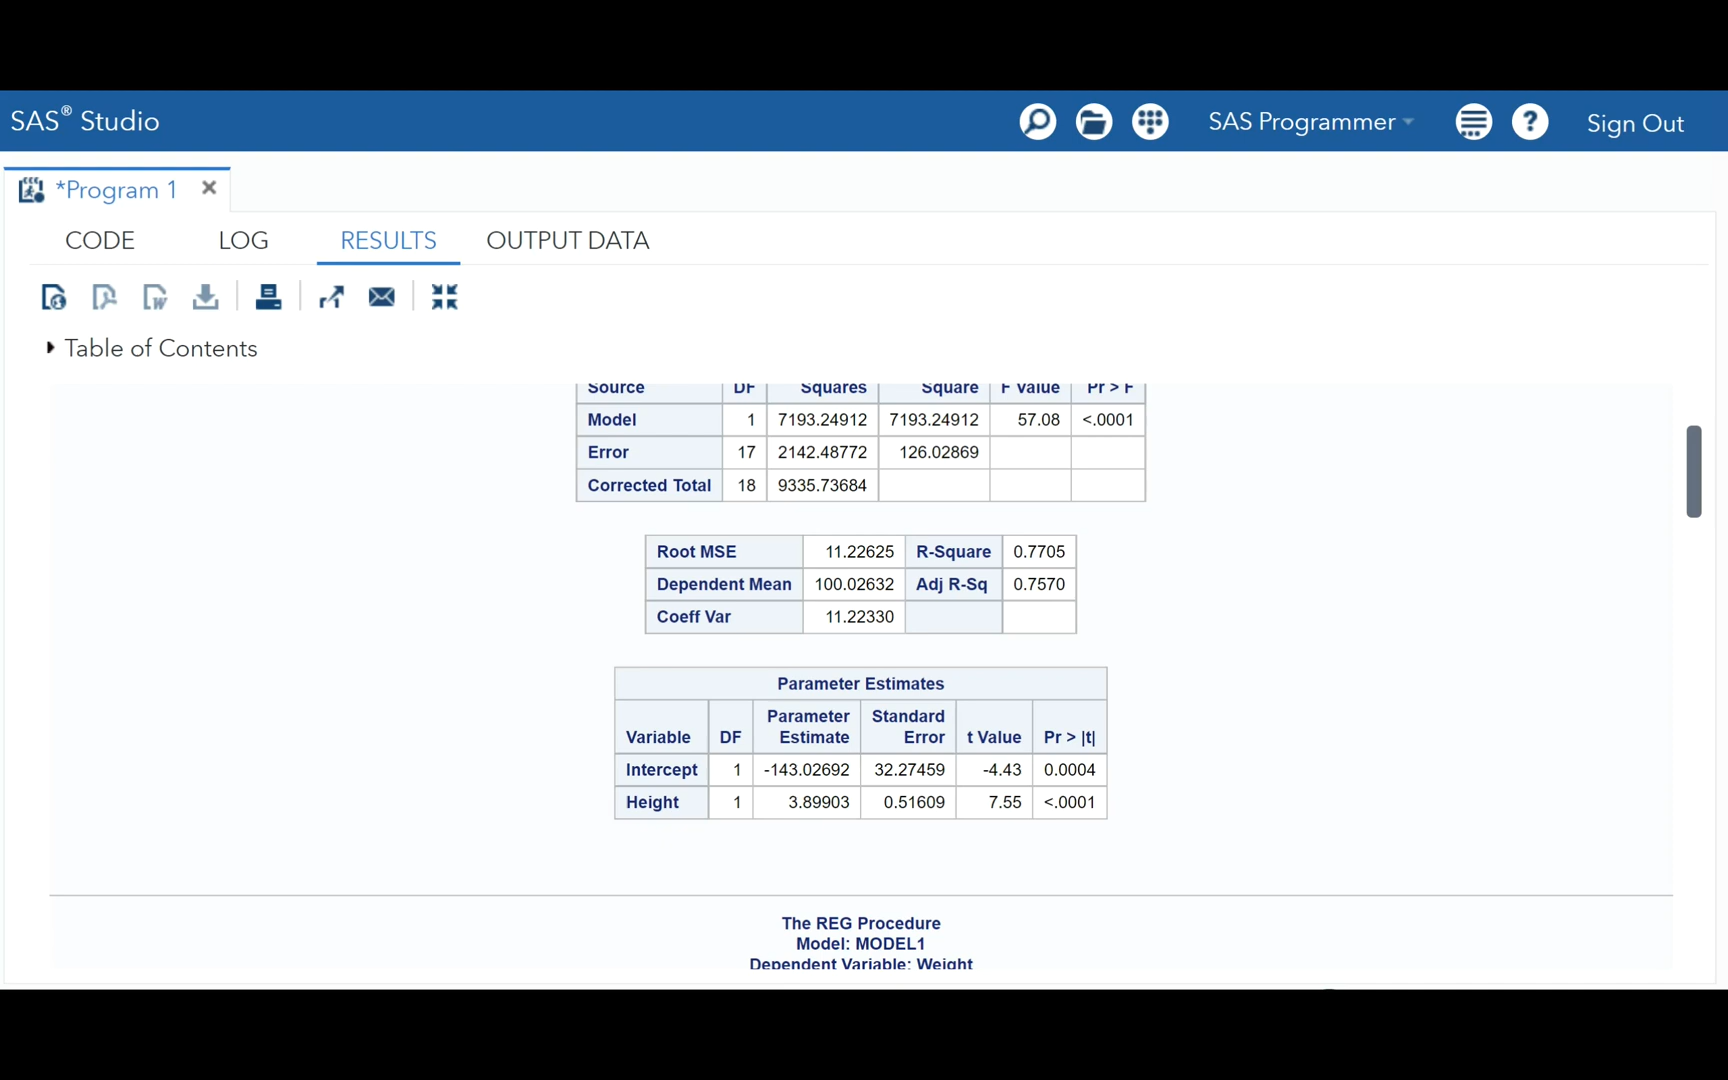 SAS® Studio
SAS Programmer
? Sign Out
*Program 1
CODE LOG RESULTS OUTPUT DATA
Table of Contents
Source DF Squares Square F Value Pr > F
Model 1 7193.24912 7193.24912 57.08 <.0001
Error 17 2142.48772 126.02869
Corrected Total 18 9335.73684
Root MSE 11.22625 R-Square 0.7705
Dependent Mean 100.02632 Adj R-Sq 0.7570
Coeff Var 11.22330
Parameter Estimates
Parameter Standard
Variable DF Estimate Error t Value Pr > |t|
Intercept 1 -143.02692 32.27459 -4.43 0.0004
Height 1 3.89903 0.51609 7.55 <.0001
The REG Procedure
Model: MODEL1
Dependent Variable: Weight